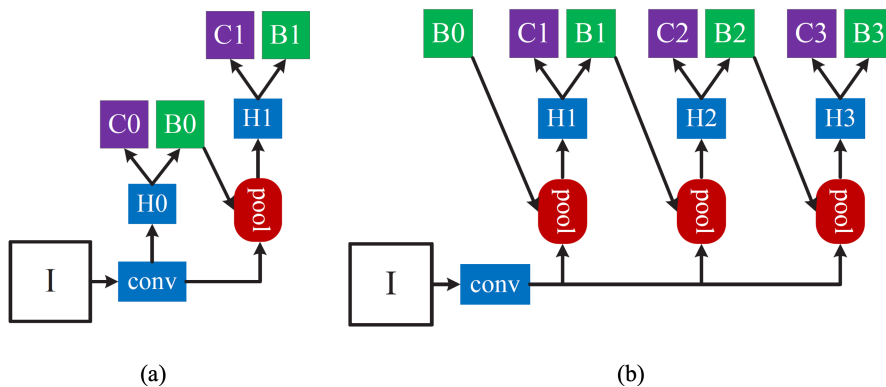 C1 B1
C0 B0
H1
H0
pool
I
conv
(a)
B0 C1 B1 C2 B2 C3 B3
H1 H2 H3
pool pool pool
I
conv
(b)